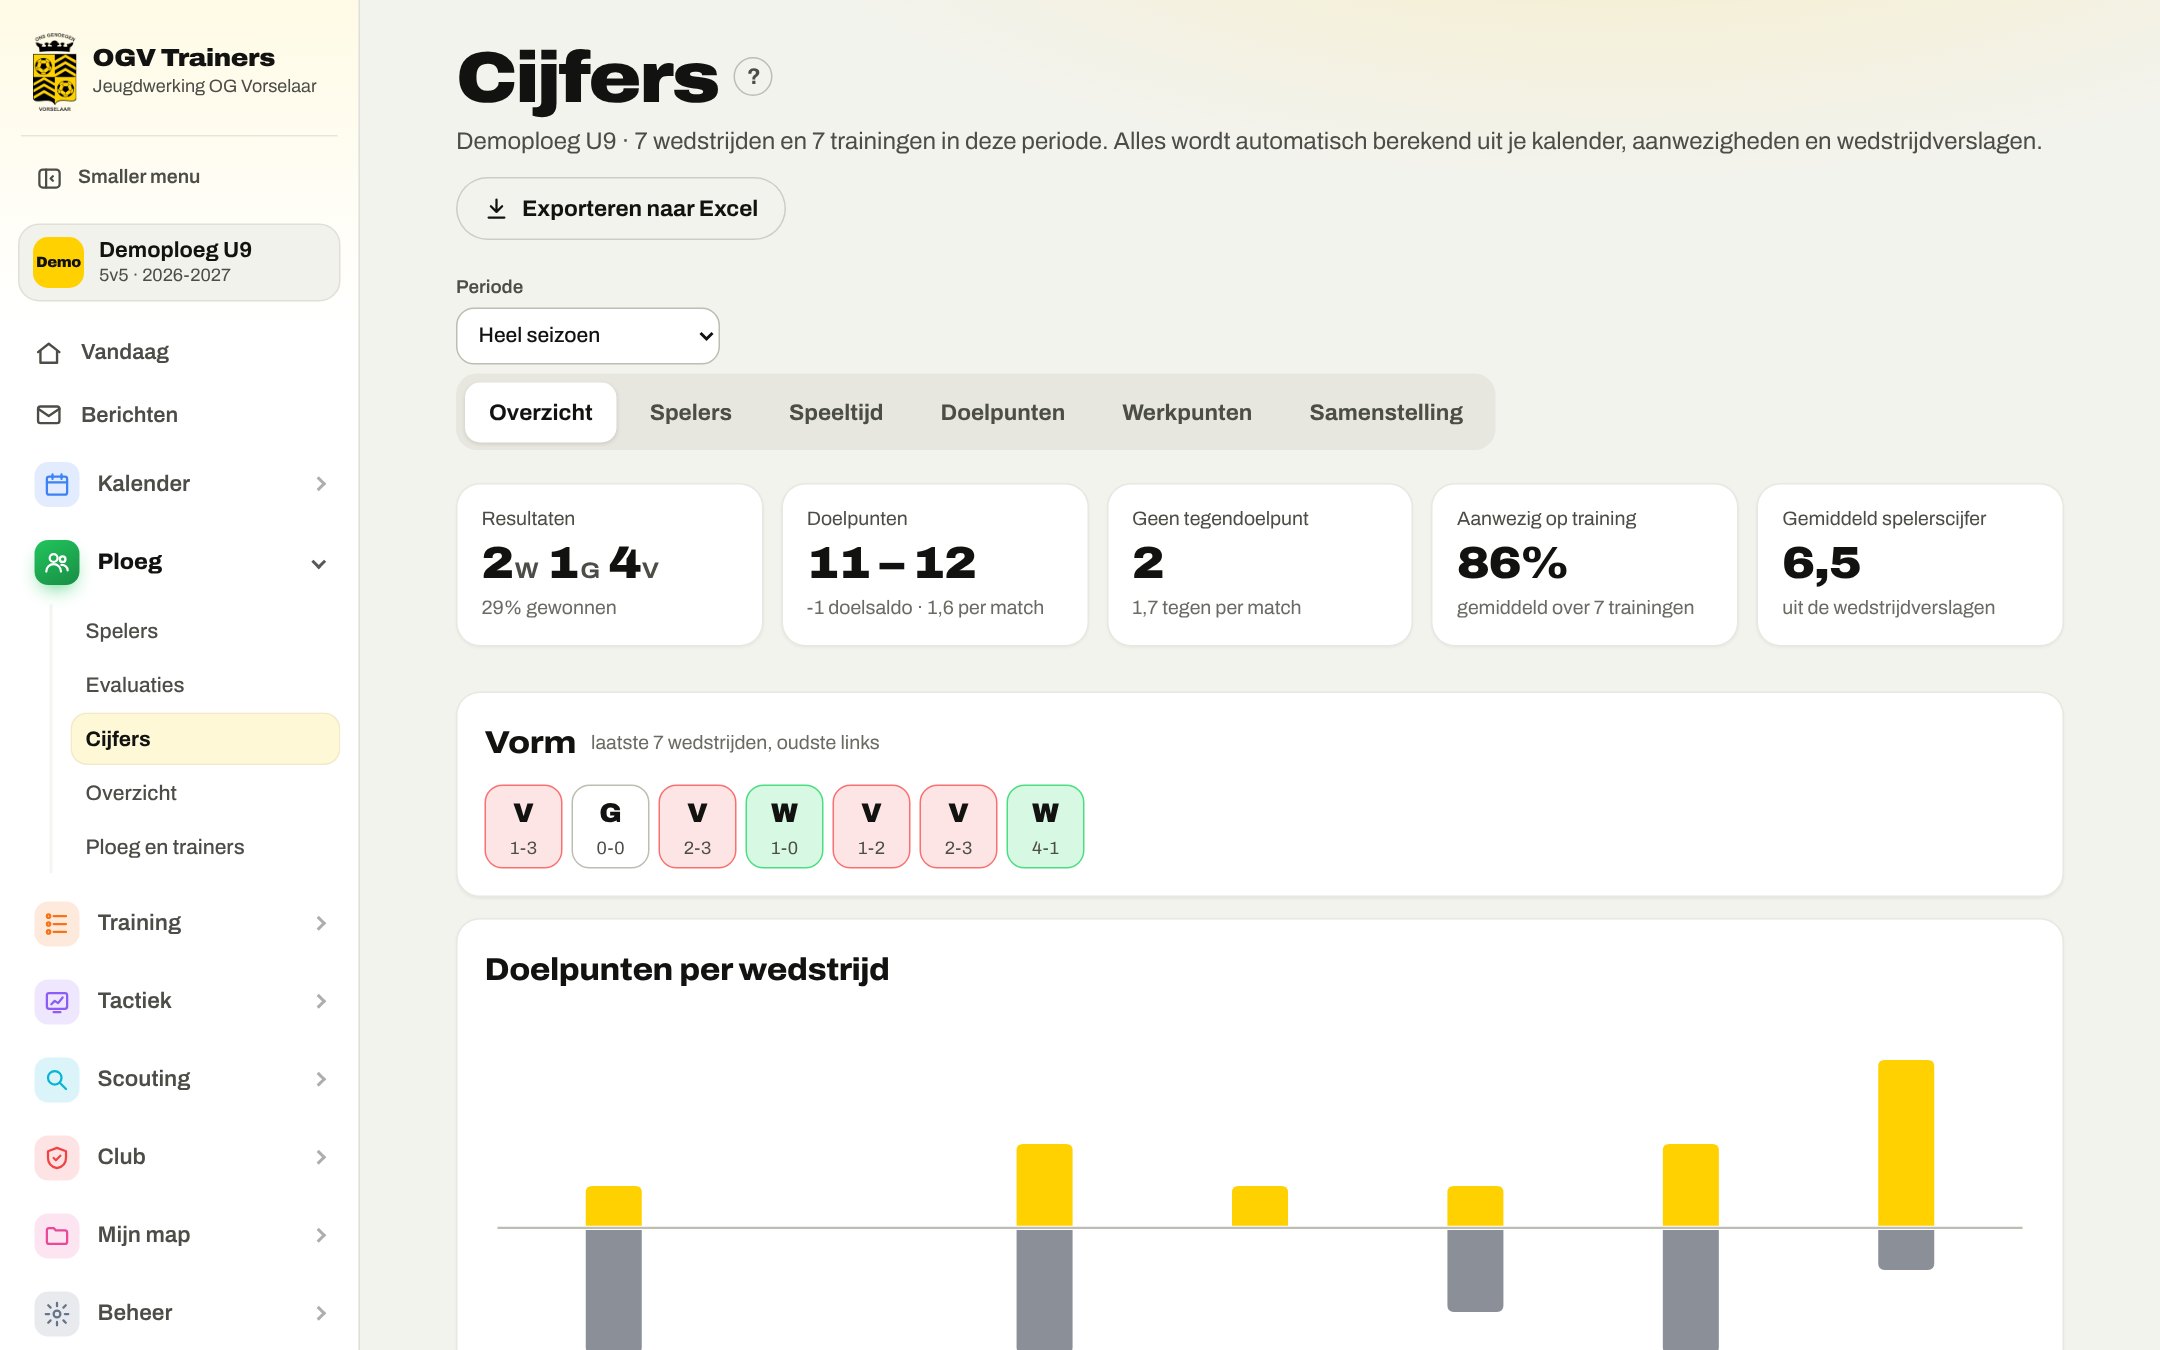 ONS GENOEGEN
VORSELAAR
OGV Trainers
Jeugdwerking OG Vorselaar
Smaller menu
Demo
Demoploeg U9
5v5 · 2026-2027
Vandaag
Berichten
Kalender
Ploeg
Spelers
Evaluaties
Cijfers
Overzicht
Ploeg en trainers
Training
Tactiek
Scouting
Club
Mijn map
Beheer
Cijfers ?
Demoploeg U9 · 7 wedstrijden en 7 trainingen in deze periode. Alles wordt automatisch berekend uit je kalender, aanwezigheden en wedstrijdverslagen.
Exporteren naar Excel
Periode
Heel seizoen
Overzicht Spelers Speeltijd Doelpunten Werkpunten Samenstelling
Resultaten
2W 1G 4V
29% gewonnen
Doelpunten
11 – 12
-1 doelsaldo · 1,6 per match
Geen tegendoelpunt
2
1,7 tegen per match
Aanwezig op training
86%
gemiddeld over 7 trainingen
Gemiddeld spelerscijfer
6,5
uit de wedstrijdverslagen
Vorm laatste 7 wedstrijden, oudste links
V G V W V V W
1-3 0-0 2-3 1-0 1-2 2-3 4-1
Doelpunten per wedstrijd